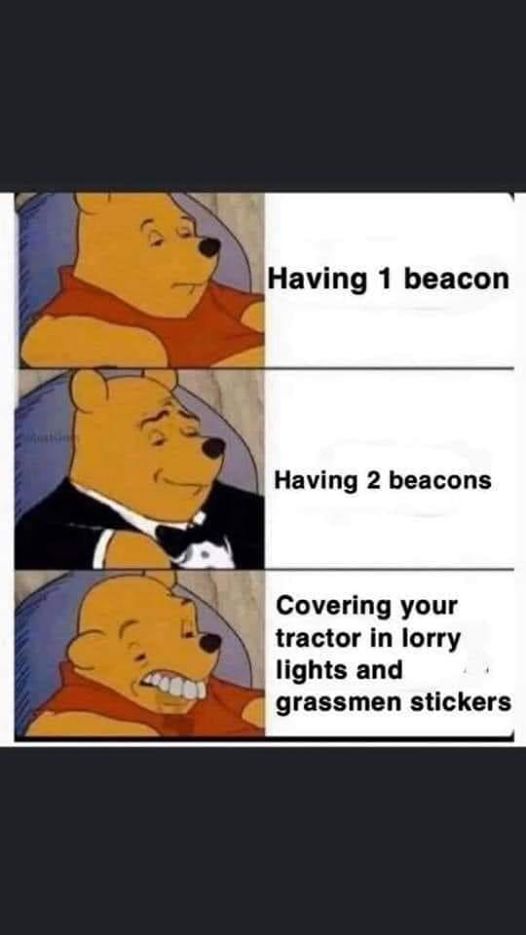 Having 1 beacon
Having 2 beacons
Covering your
tractor in lorry
lights and
grassmen stickers